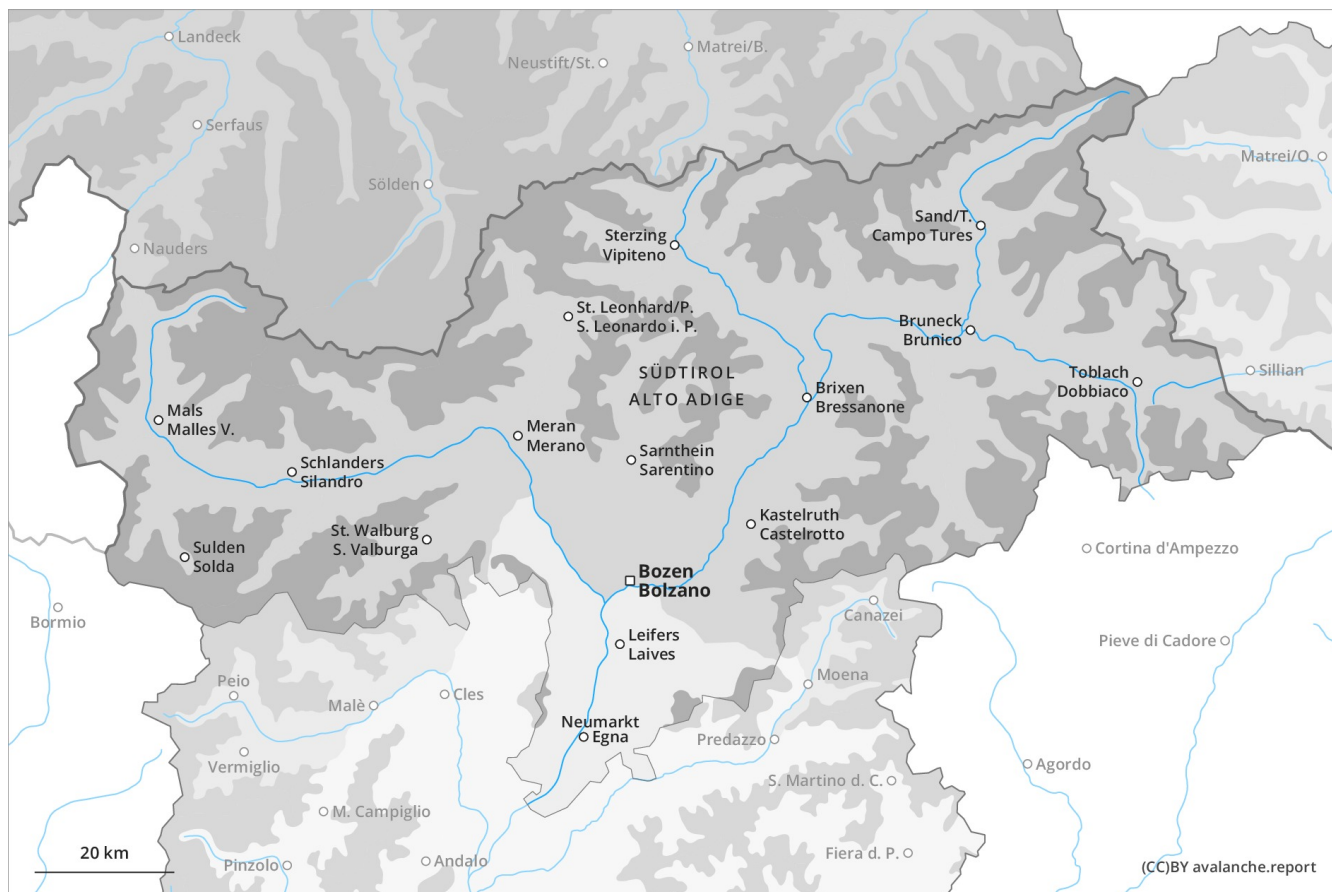 Landeck
Matrei/B.
Neustift/St.
Serfaus
Matrei/O.
Sölden
Nauders
Sand/T.
Campo Tures
Sterzing
Vipiteno
St. Leonhard/P.
S. Leonardo i. P.
Bruneck
Brunico
SÜDTIROL
ALTO ADIGE
Toblach
Dobbiaco
Sillian
Brixen
Bressanone
Mals
Malles V.
Meran
Merano
Sarnthein
Sarentino
Schlanders
Silandro
Kastelruth
Castelrotto
St. Walburg
S. Valburga
Sulden
Solda
Cortina d'Ampezzo
Bozen
Bolzano
Bormio
Canazei
Leifers
Laives
Pieve di Cadore
Peio
Moena
Malè
Cles
Neumarkt
Egna
Predazzo
Vermiglio
Agordo
S. Martino d. C.
M. Campiglio
20 km
Pinzolo
Andalo
Fiera d. P.
(CC)BY avalanche.report